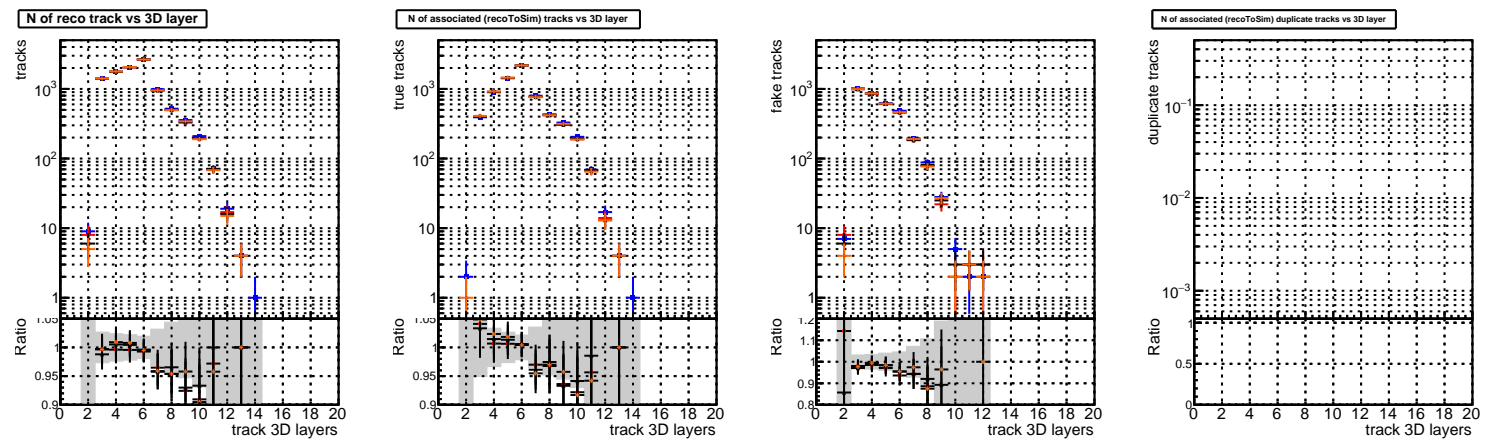 N of reco track vs 3D layer
tracks
10³
10²
10
1
Ratio
1.05
1
0.95
0.9
0 2 4 6 8 10 12 14 16 18 20
track 3D layers
N of associated (recoToSim) tracks vs 3D layer
true tracks
10³
10²
10
1
Ratio
1.05
1
0.95
0.9
0 2 4 6 8 10 12 14 16 18 20
track 3D layers
fake tracks
10³
10²
10
1
Ratio
1.2
1.1
1
0.9
0.8
0 2 4 6 8 10 12 14 16 18 20
track 3D layers
N of associated (recoToSim) duplicate tracks vs 3D layer
duplicate tracks
10⁻¹
10⁻²
10⁻³
Ratio
1
0.5
0
0 2 4 6 8 10 12 14 16 18 20
track 3D layers